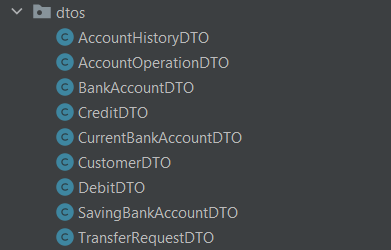 dtos
C AccountHistoryDTO
C AccountOperationDTO
C BankAccountDTO
C CreditDTO
C CurrentBankAccountDTO
C CustomerDTO
C DebitDTO
C SavingBankAccountDTO
C TransferRequestDTO